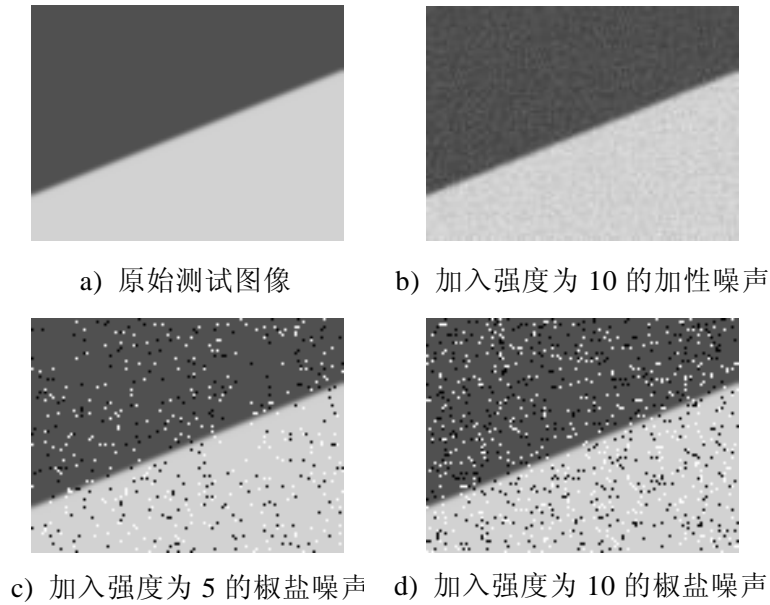 a) 原始测试图像
b) 加入强度为 10 的加性噪声
c) 加入强度为 5 的椒盐噪声
d) 加入强度为 10 的椒盐噪声